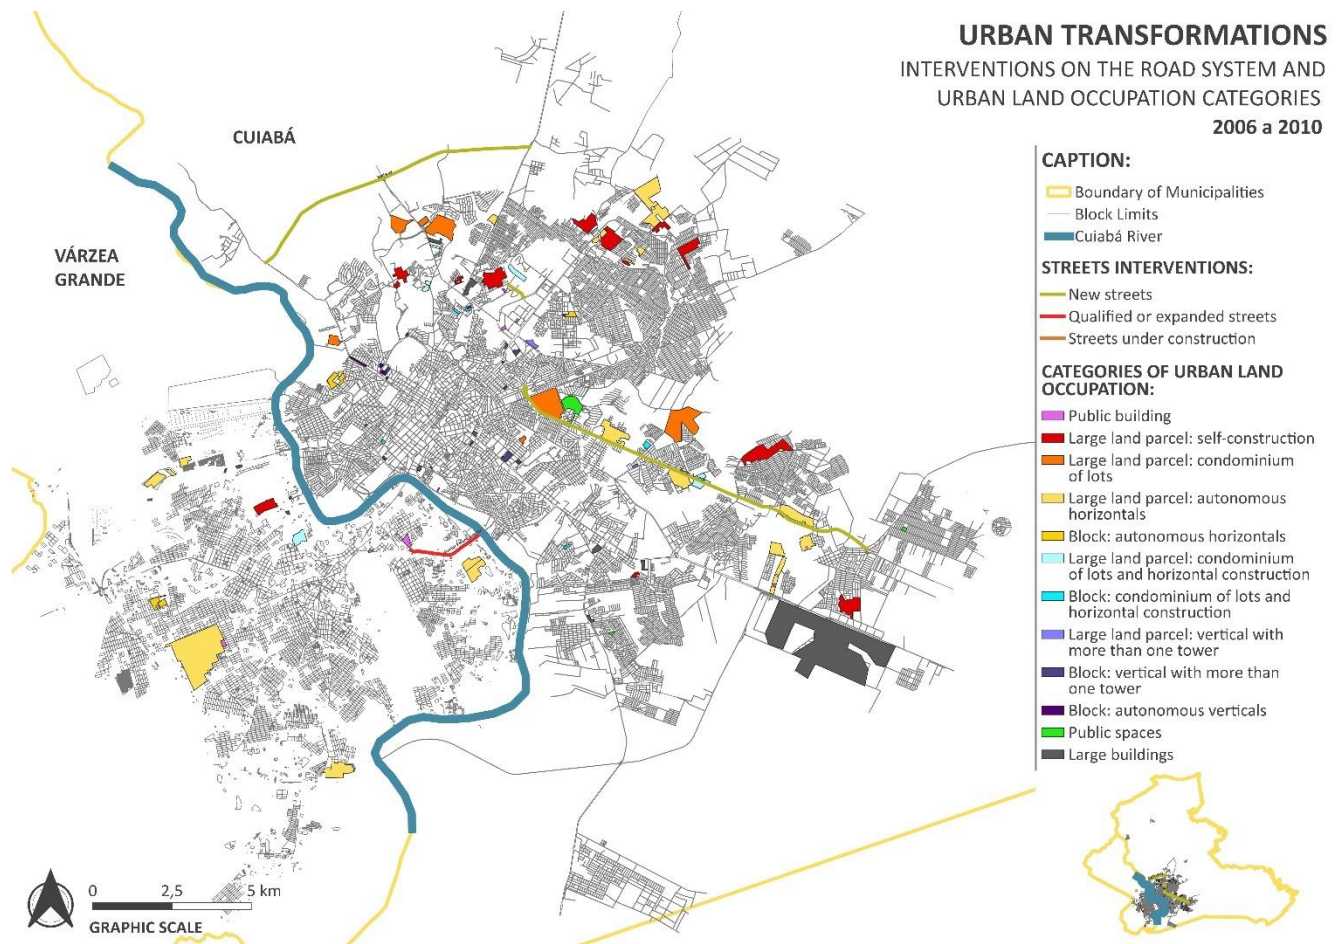 URBAN TRANSFORMATIONS
INTERVENTIONS ON THE ROAD SYSTEM AND
URBAN LAND OCCUPATION CATEGORIES
2006 a 2010
CUIABÁ
VÁRZEA
GRANDE
CAPTION:
Boundary of Municipalities
Block Limits
Cuiabá River
STREETS INTERVENTIONS:
New streets
Qualified or expanded streets
Streets under construction
CATEGORIES OF URBAN LAND
OCCUPATION:
Public building
Large land parcel: self-construction
Large land parcel: condominium
of lots
Large land parcel: autonomous
horizontals
Block: autonomous horizontals
Large land parcel: condominium
of lots and horizontal construction
Block: condominium of lots and
horizontal construction
Large land parcel: vertical with
more than one tower
Block: vertical with more than
one tower
Block: autonomous verticals
Public spaces
Large buildings
0 2,5 5 km
GRAPHIC SCALE